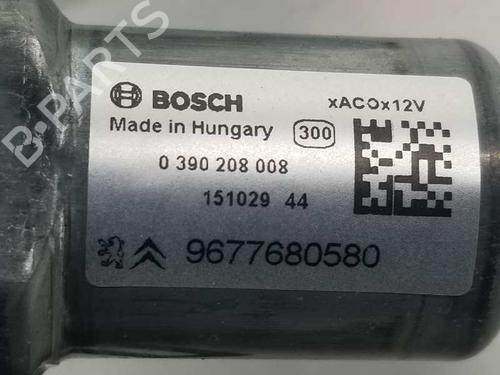 B-PARTS
BOSCH xACOx12V
Made in Hungary 300
0 390 208 008
151029 44
9677680580